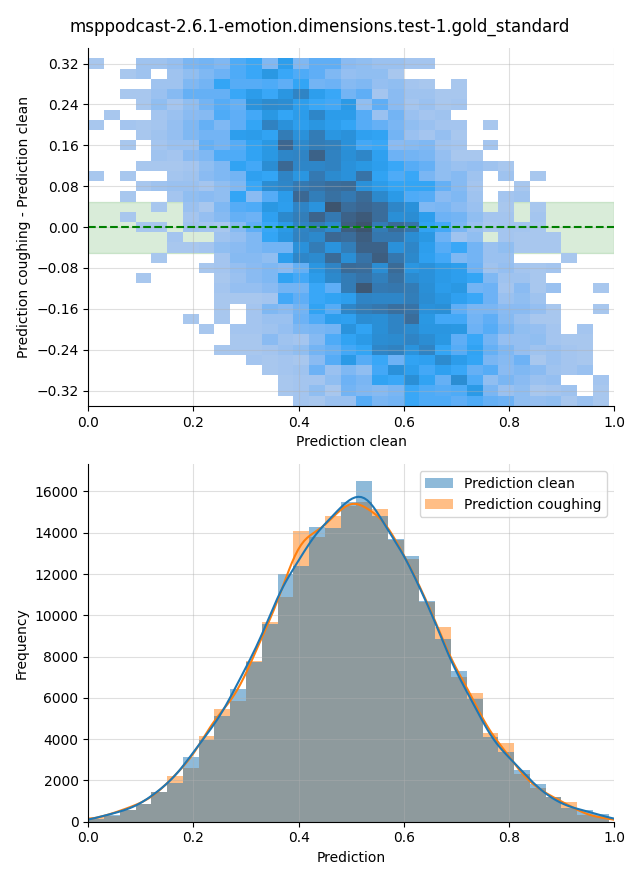 msppodcast-2.6.1-emotion.dimensions.test-1.gold_standard
Prediction coughing - Prediction clean
0.32
0.24
0.16
0.08
0.00
−0.08
−0.16
−0.24
−0.32
0.0 0.2 0.4 0.6 0.8 1.0
Prediction clean
Frequency
16000
14000
12000
10000
8000
6000
4000
2000
0
Prediction clean
Prediction coughing
0.0 0.2 0.4 0.6 0.8 1.0
Prediction